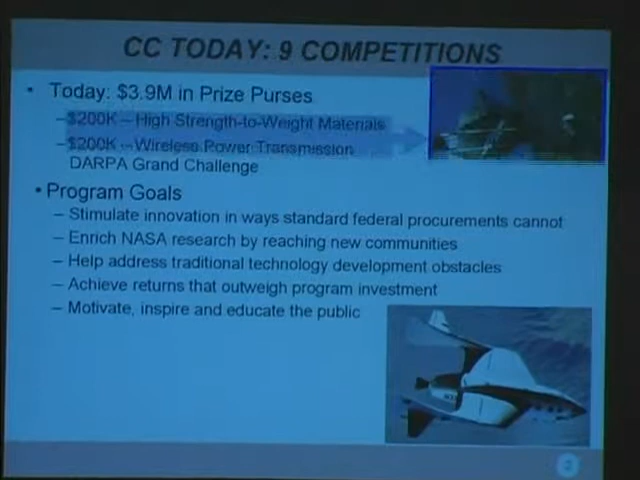 CC TODAY: 9 COMPETITIONS
• Today: $3.9M in Prize Purses
– $200K – High Strength-to-Weight Materials
– $200K – Wireless Power Transmission
DARPA Grand Challenge
• Program Goals
– Stimulate innovation in ways standard federal procurements cannot
– Enrich NASA research by reaching new communities
– Help address traditional technology development obstacles
– Achieve returns that outweigh program investment
– Motivate, inspire and educate the public
2